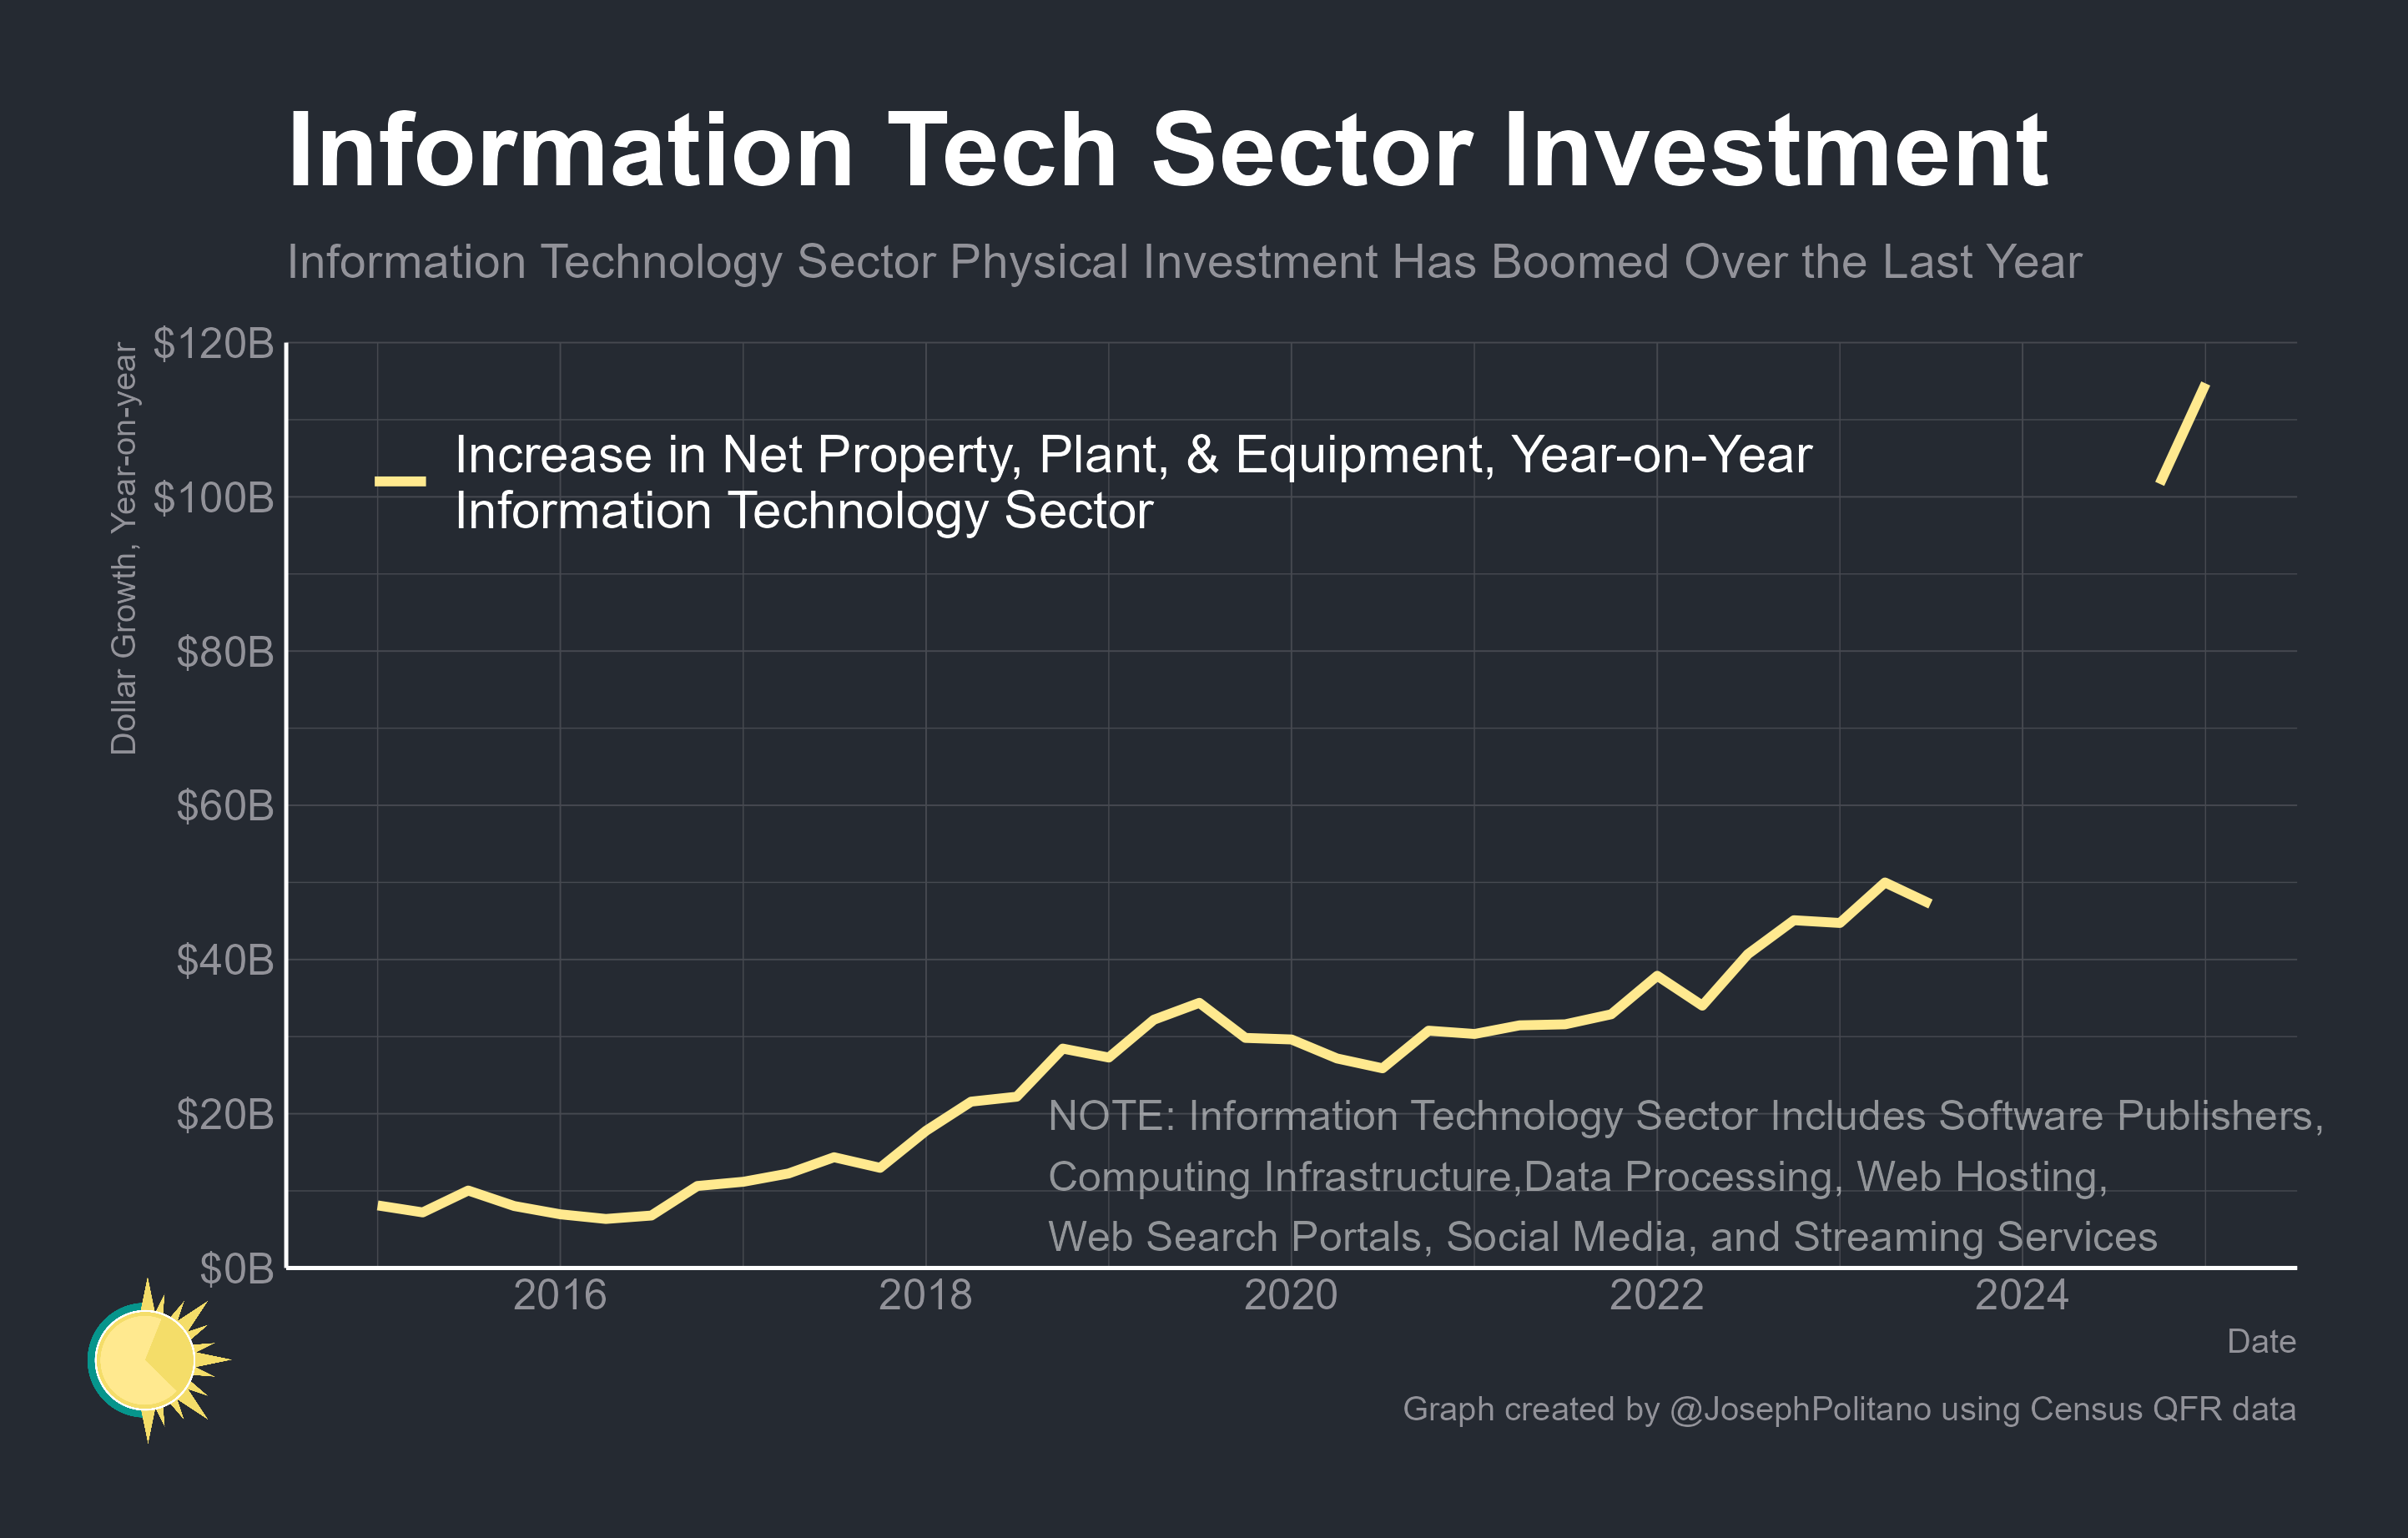 Information Tech Sector Investment
Information Technology Sector Physical Investment Has Boomed Over the Last Year
Dollar Growth, Year-on-year
$120B
$100B
$80B
$60B
$40B
$20B
$0B
Increase in Net Property, Plant, & Equipment, Year-on-Year
Information Technology Sector
NOTE: Information Technology Sector Includes Software Publishers,
Computing Infrastructure,Data Processing, Web Hosting,
Web Search Portals, Social Media, and Streaming Services
2016
2018
2020
2022
2024
Date
Graph created by @JosephPolitano using Census QFR data